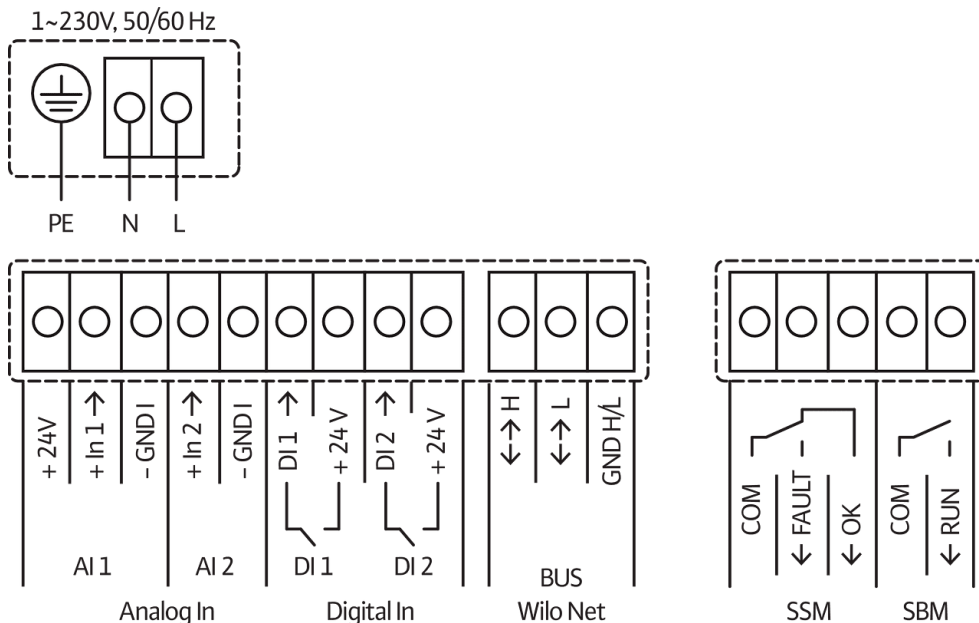 1~230V, 50/60 Hz
PE N L
+ 24V
+ In 1 →
- GND I
+ In 2 →
- GND I
DI 1 →
+ 24 V
DI 2 →
+ 24 V
↔ H
↔ L
GND H/L
COM
← FAULT
← OK
COM
← RUN
AI 1 AI 2 DI 1 DI 2 BUS
Analog In Digital In Wilo Net SSM SBM